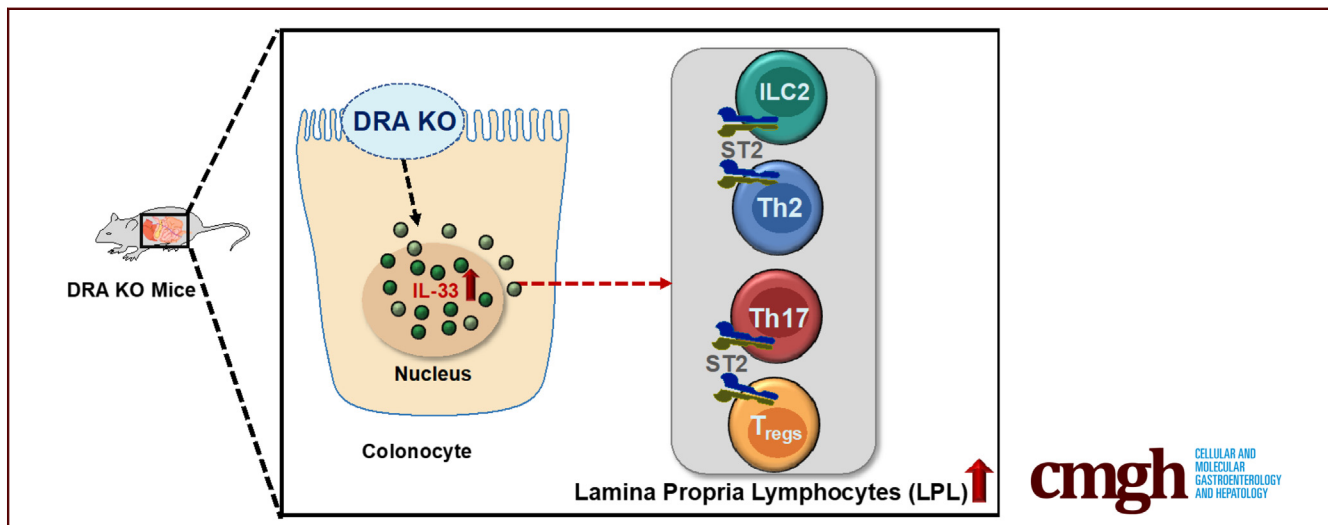 DRA KO
IL-33
Nucleus
Colonocyte
DRA KO Mice
ILC2
ST2
Th2
Th17
ST2
Tregs
Lamina Propria Lymphocytes (LPL)
cmgh
CELLULAR AND
MOLECULAR
GASTROENTEROLOGY
AND HEPATOLOGY